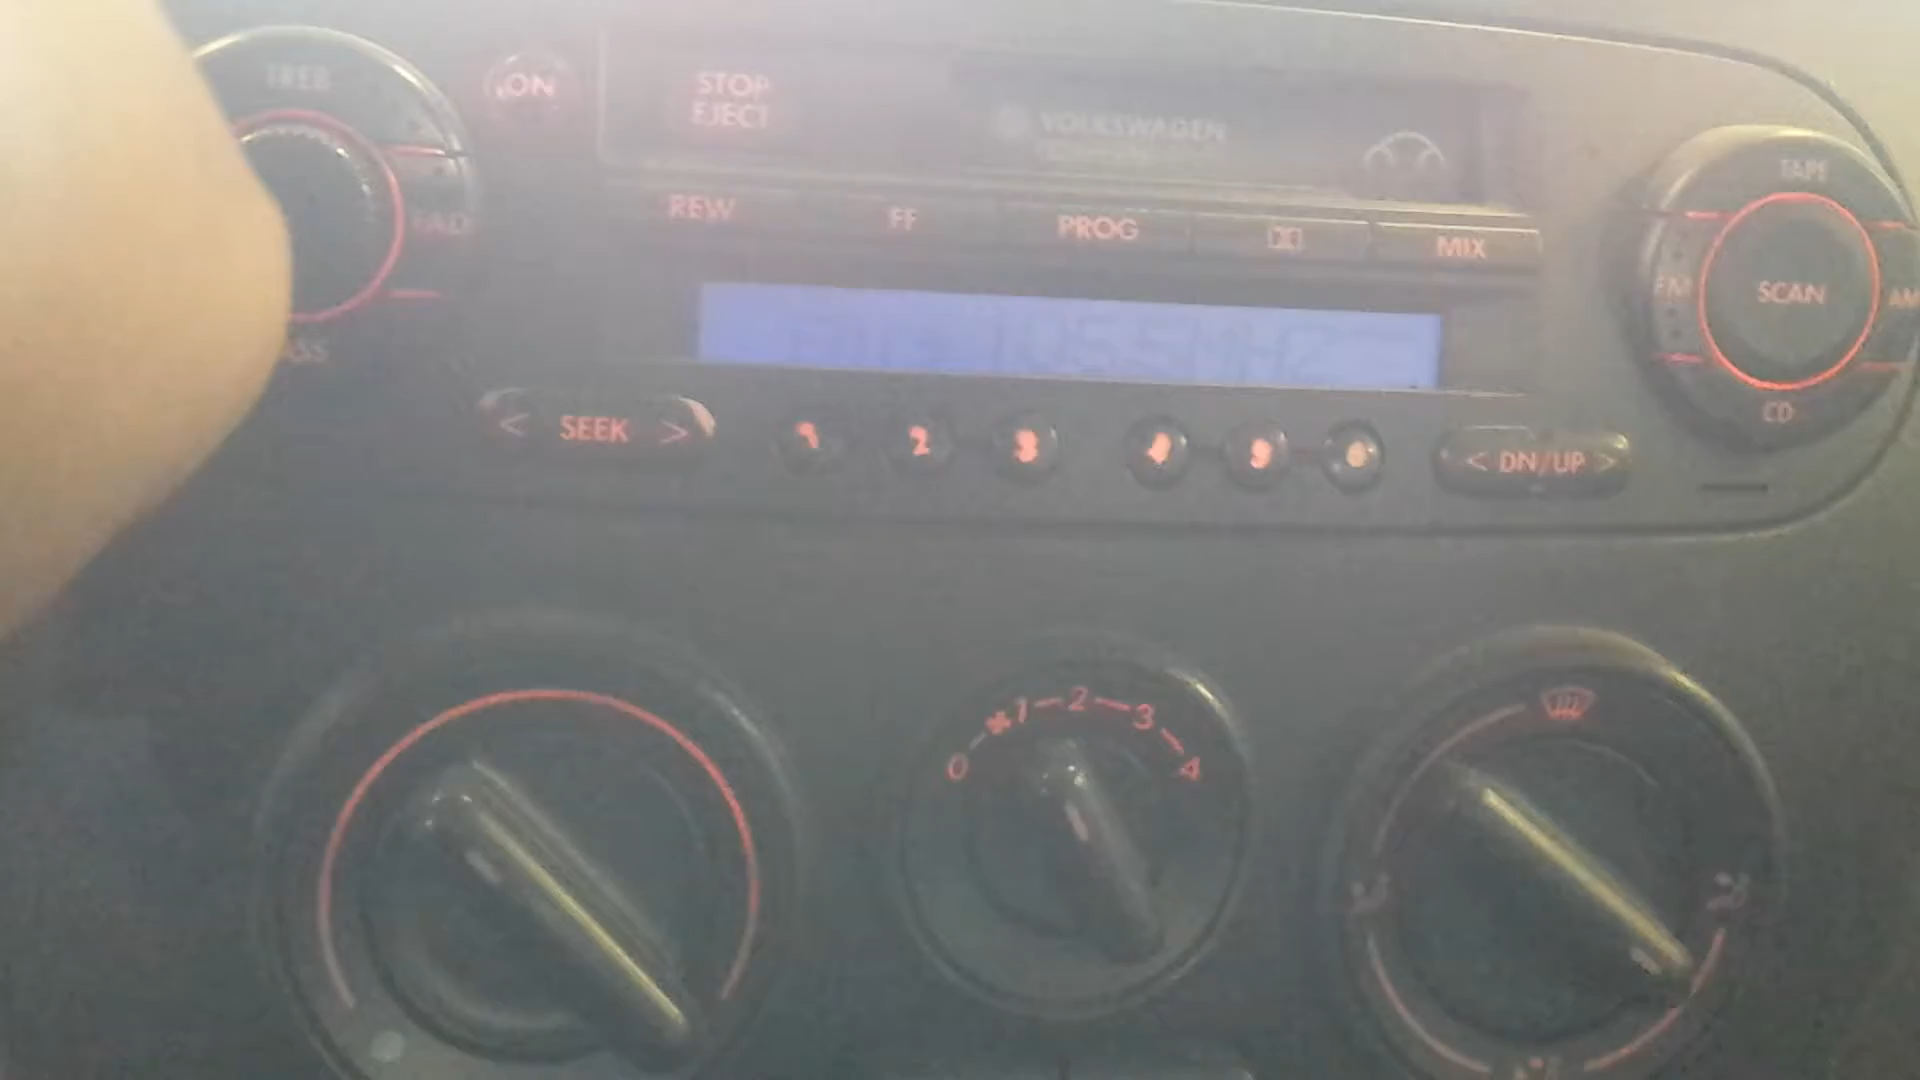 TREB
ON
STOP
EJECT
VOLKSWAGEN
TAPE
REW
FF
PROG
MIX
FAD
FM
SCAN
AM
CD
< SEEK >
1
2
3
4
5
< DN/UP >
0
1
2
3
4